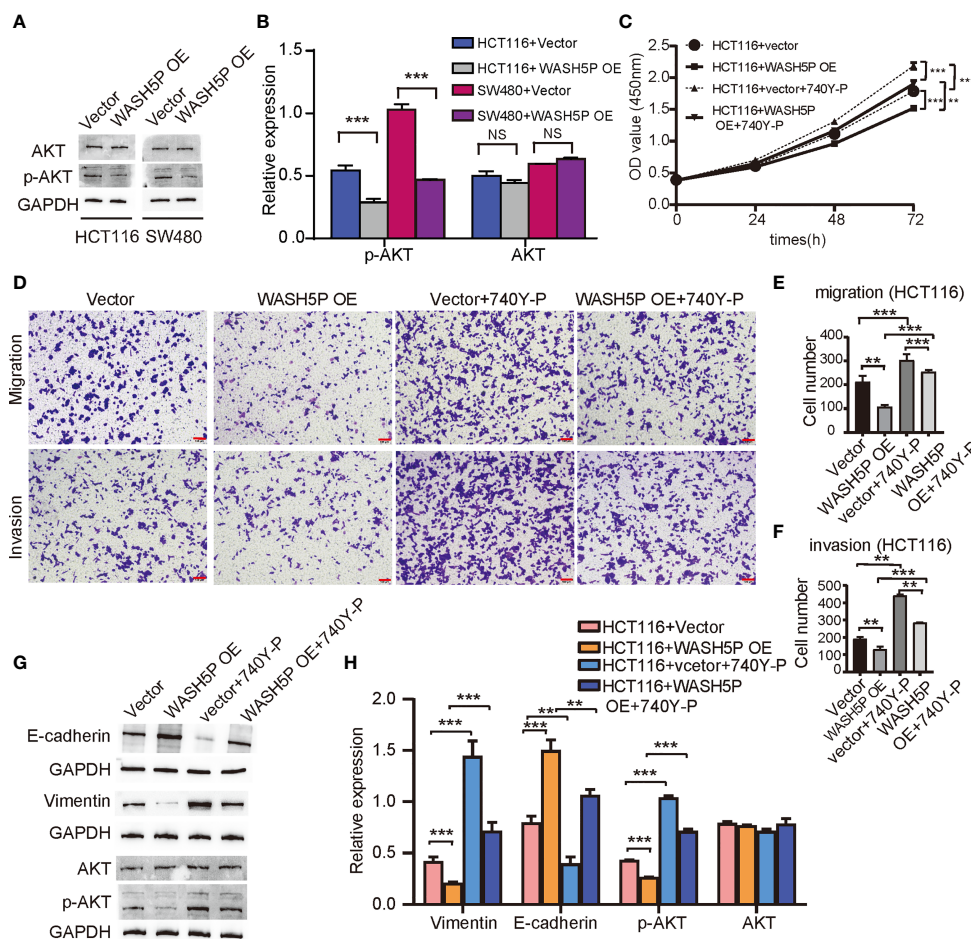 A
Vector
WASH5P OE
Vector
WASH5P OE
AKT
p-AKT
GAPDH
HCT116 SW480
B
Relative expression
1.5
1.0
0.5
0.0
***
***
NS
NS
p-AKT
AKT
HCT116+Vector
HCT116+WASH5P OE
SW480+Vector
SW480+WASH5P OE
C
OD value (450nm)
2.5
2.0
1.5
1.0
0.5
0.0
0
24
48
72
times(h)
HCT116+vector
HCT116+WASH5P OE
HCT116+vector+740Y-P
HCT116+WASH5P
OE+740Y-P
***
**
***
**
D
Vector
WASH5P OE
Vector+740Y-P
WASH5P OE+740Y-P
Migration
Invasion
E
migration (HCT116)
Cell number
400
300
200
100
0
***
***
***
**
Vector
WASH5P OE
vector+740Y-P
WASH5P
OE+740Y-P
F
invasion (HCT116)
Cell number
500
400
300
200
100
0
**
***
**
**
Vector
WASH5P OE
vector+740Y-P
WASH5P
OE+740Y-P
G
Vector
WASH5P OE
vector+740Y-P
WASH5P OE+740Y-P
E-cadherin
GAPDH
Vimentin
GAPDH
AKT
p-AKT
GAPDH
H
HCT116+Vector
HCT116+WASH5P OE
HCT116+vcetor+740Y-P
HCT116+WASH5P
OE+740Y-P
Relative expression
2.0
1.5
1.0
0.5
0.0
***
***
***
**
**
***
***
***
***
Vimentin
E-cadherin
p-AKT
AKT